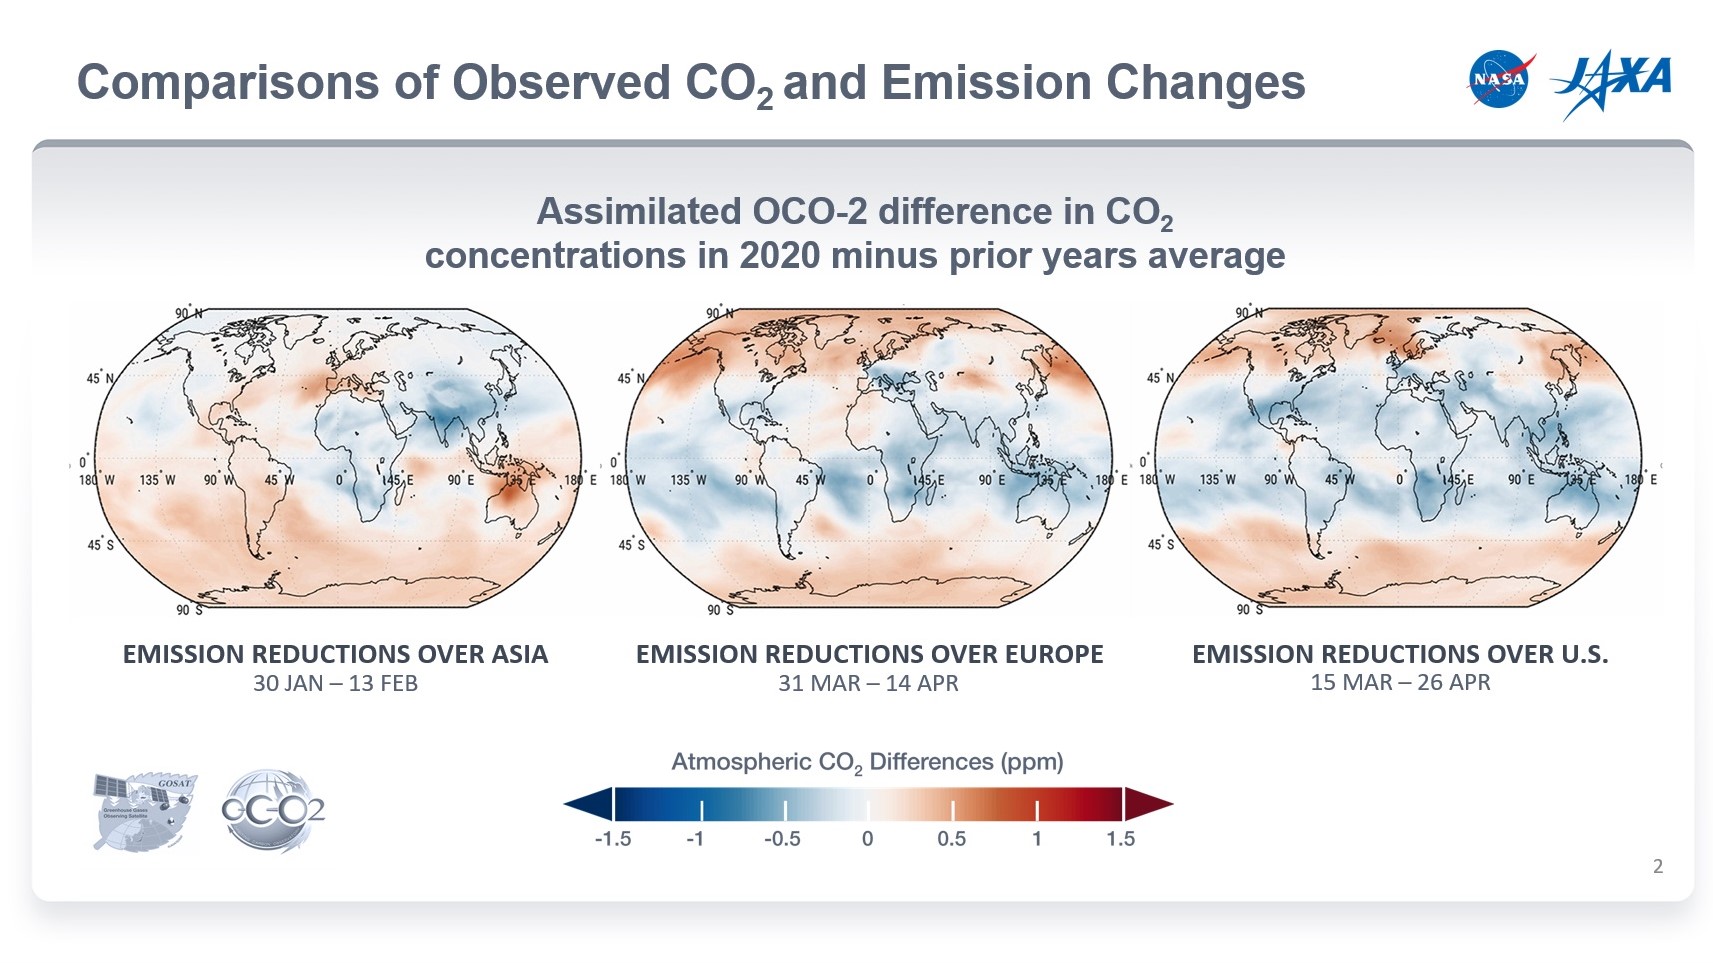 Comparisons of Observed CO2 and Emission Changes
NASA
JAXA
Assimilated OCO-2 difference in CO2
concentrations in 2020 minus prior years average
90° N
45° N
0°
180 W 135 W 90 W 45 W 0 45 E 90 E 135 E 180 E
45° S
90° S
90° N
45° N
0°
180 W 135 W 90 W 45 W 0 45 E 90 E 135 E 180 E
45° S
90° S
90° N
45° N
0°
180 W 135 W 90 W 45 W 0 45 E 90 E 135 E 180 E
45° S
90° S
EMISSION REDUCTIONS OVER ASIA
30 JAN – 13 FEB
EMISSION REDUCTIONS OVER EUROPE
31 MAR – 14 APR
EMISSION REDUCTIONS OVER U.S.
15 MAR – 26 APR
Atmospheric CO2 Differences (ppm)
-1.5 -1 -0.5 0 0.5 1 1.5
GOSAT
Greenhouse Gases
Observing Satellite
OCO2
2